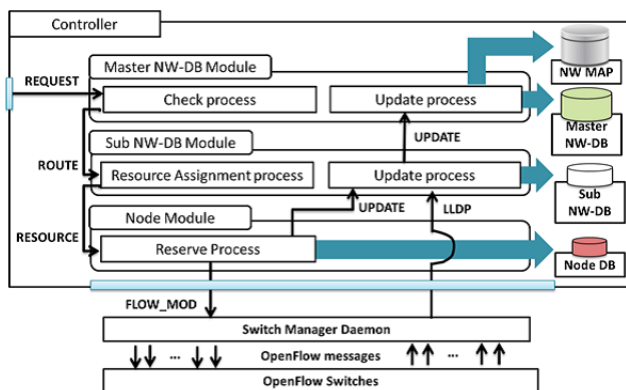 Controller
Master NW-DB Module
NW MAP
REQUEST
Check process
Update process
Master
NW-DB
UPDATE
Sub NW-DB Module
ROUTE
Resource Assignment process
Update process
Sub
NW-DB
UPDATE
LLDP
Node Module
RESOURCE
Reserve Process
Node DB
FLOW_MOD
Switch Manager Daemon
... OpenFlow messages ...
OpenFlow Switches